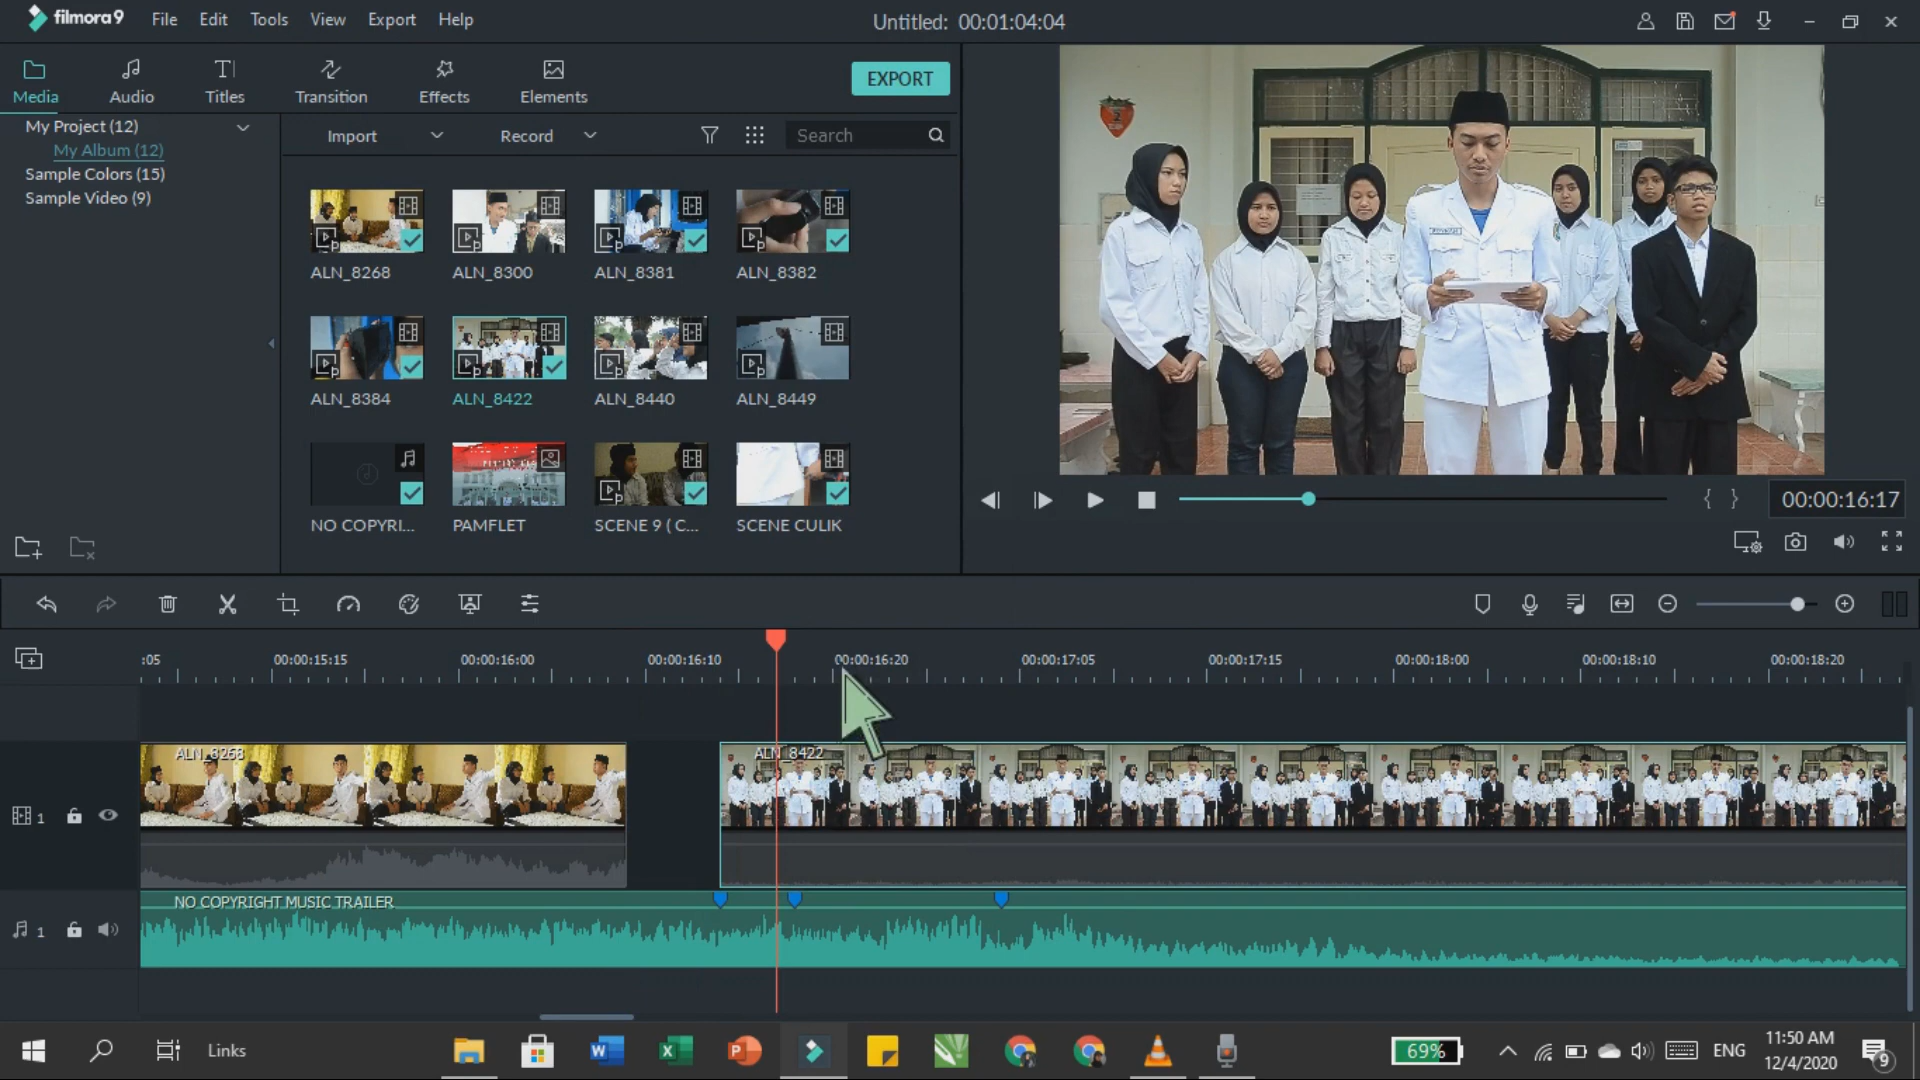 filmora9 File Edit Tools View Export Help
Untitled: 00:01:04:04
Media Audio Titles Transition Effects Elements
EXPORT
My Project (12)
My Album (12)
Sample Colors (15)
Sample Video (9)
Import Record Search
ALN_8268 ALN_8300 ALN_8381 ALN_8382
ALN_8384 ALN_8422 ALN_8440 ALN_8449
NO COPYRI... PAMFLET SCENE 9 ( C... SCENE CULIK
00:00:16:17
:05 00:00:15:15 00:00:16:00 00:00:16:10 00:00:16:20 00:00:17:05 00:00:17:15 00:00:18:00 00:00:18:10 00:00:18:20
ALN_8268 ALN_8422
1
NO COPYRIGHT MUSIC TRAILER
1
Links
69%
ENG
11:50 AM
12/4/2020
9